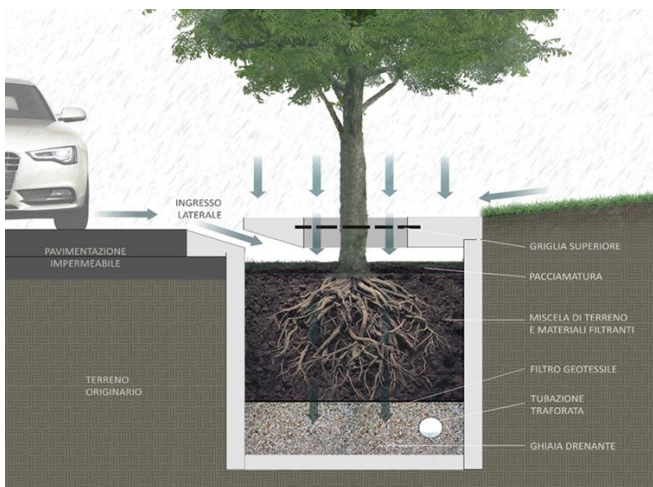 INGRESSO
LATERALE
PAVIMENTAZIONE
IMPERMEABILE
TERRENO
ORIGINARIO
GRIGLIA SUPERIORE
PACCIAMATURA
MISCELA DI TERRENO
E MATERIALI FILTRANTI
FILTRO GEOTESSILE
TUBAZIONE
TRAFORATA
GHIAIA DRENANTE